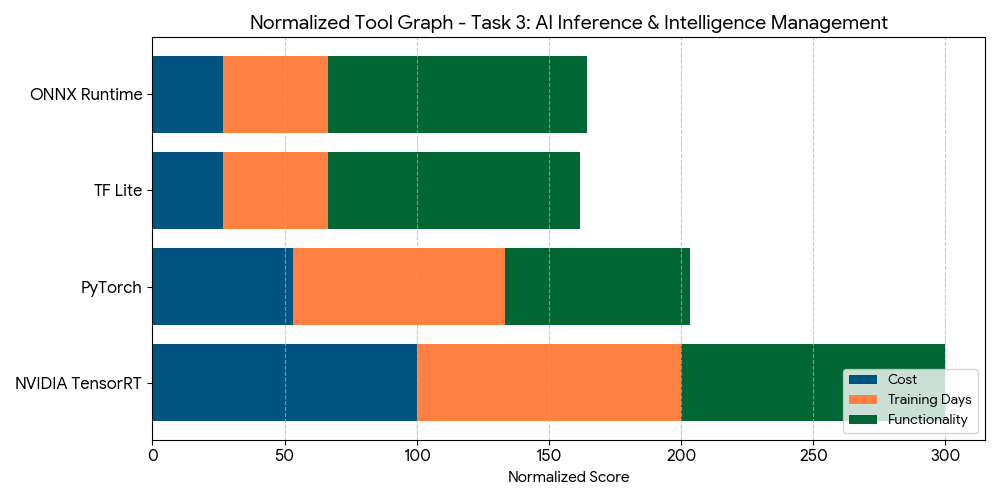 Normalized Tool Graph - Task 3: AI Inference & Intelligence Management
ONNX Runtime
TF Lite
PyTorch
NVIDIA TensorRT
Cost
Training Days
Functionality
0 50 100 150 200 250 300
Normalized Score